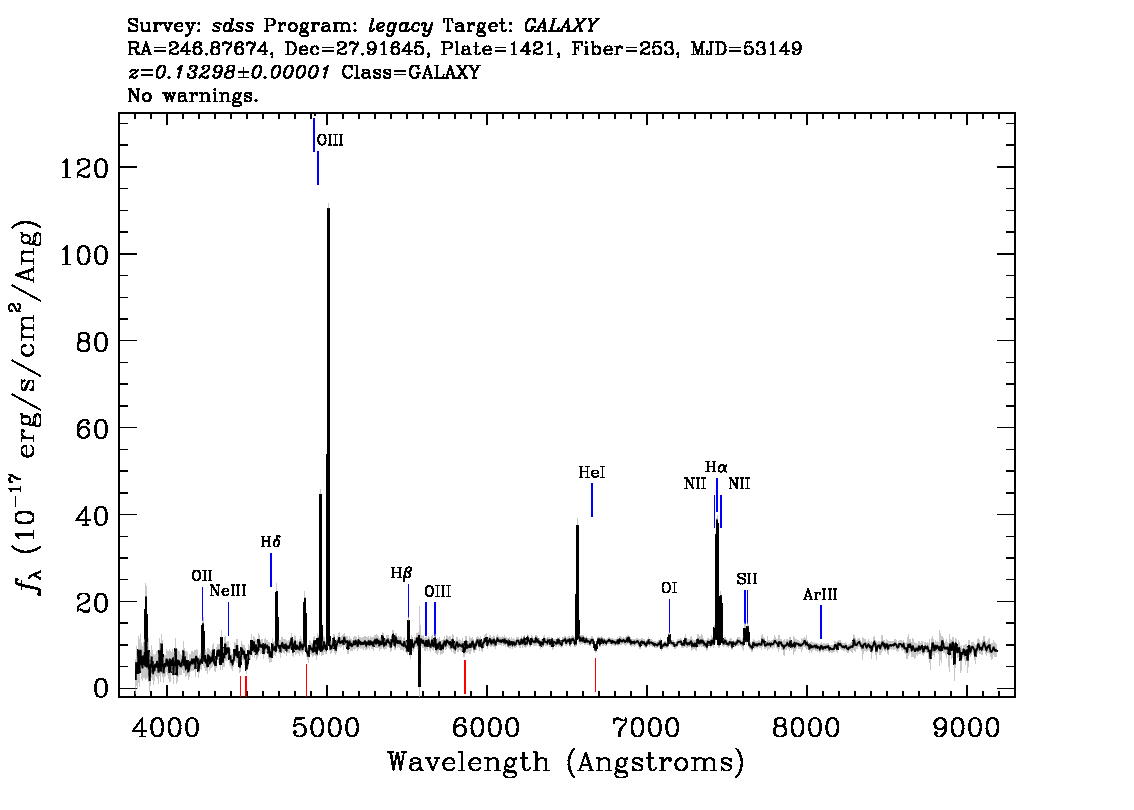 Survey: sdss Program: legacy Target: GALAXY
RA=246.87674, Dec=27.91645, Plate=1421, Fiber=253, MJD=53149
z=0.13298±0.00001 Class=GALAXY
No warnings.
OIII
120
100
80
60
40
20
0
HeI
Hα
NII NII
Hδ
OII
NeIII
Hβ
OIII
OI
SII
ArIII
4000 5000 6000 7000 8000 9000
Wavelength (Angstroms)
fλ (10⁻¹⁷ erg/s/cm²/Ang)